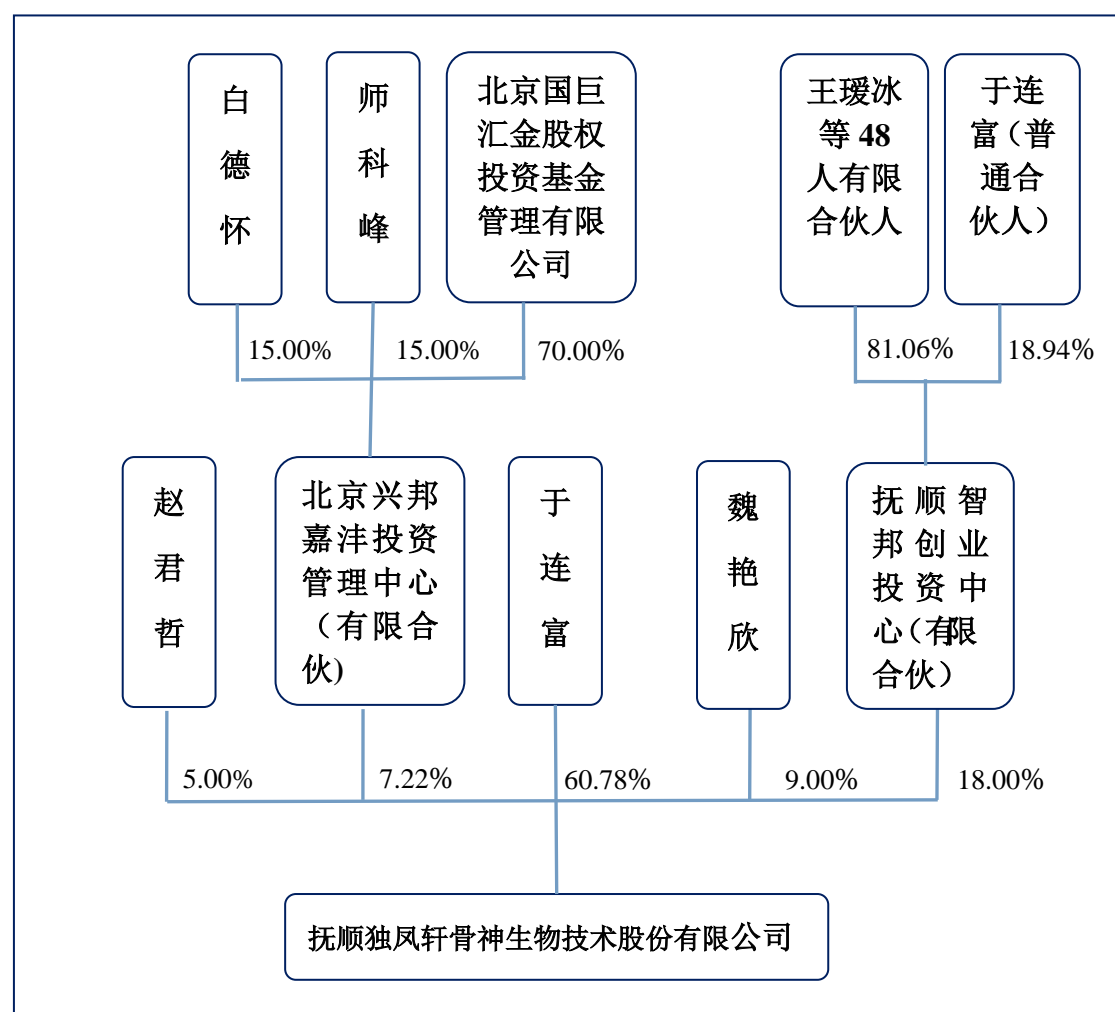 白德怀
师科峰
北京国巨
汇金股权
投资基金
管理有限
公司
王瑷冰
等 48
人有限
合伙人
于连
富（普
通合
伙人）
15.00%
15.00%
70.00%
81.06%
18.94%
赵君哲
北京兴邦
嘉沣投资
管理中心
（有限合
伙)
于连富
魏艳欣
抚顺智
邦创业
投资中
心（有限
合伙）
5.00%
7.22%
60.78%
9.00%
18.00%
抚顺独凤轩骨神生物技术股份有限公司